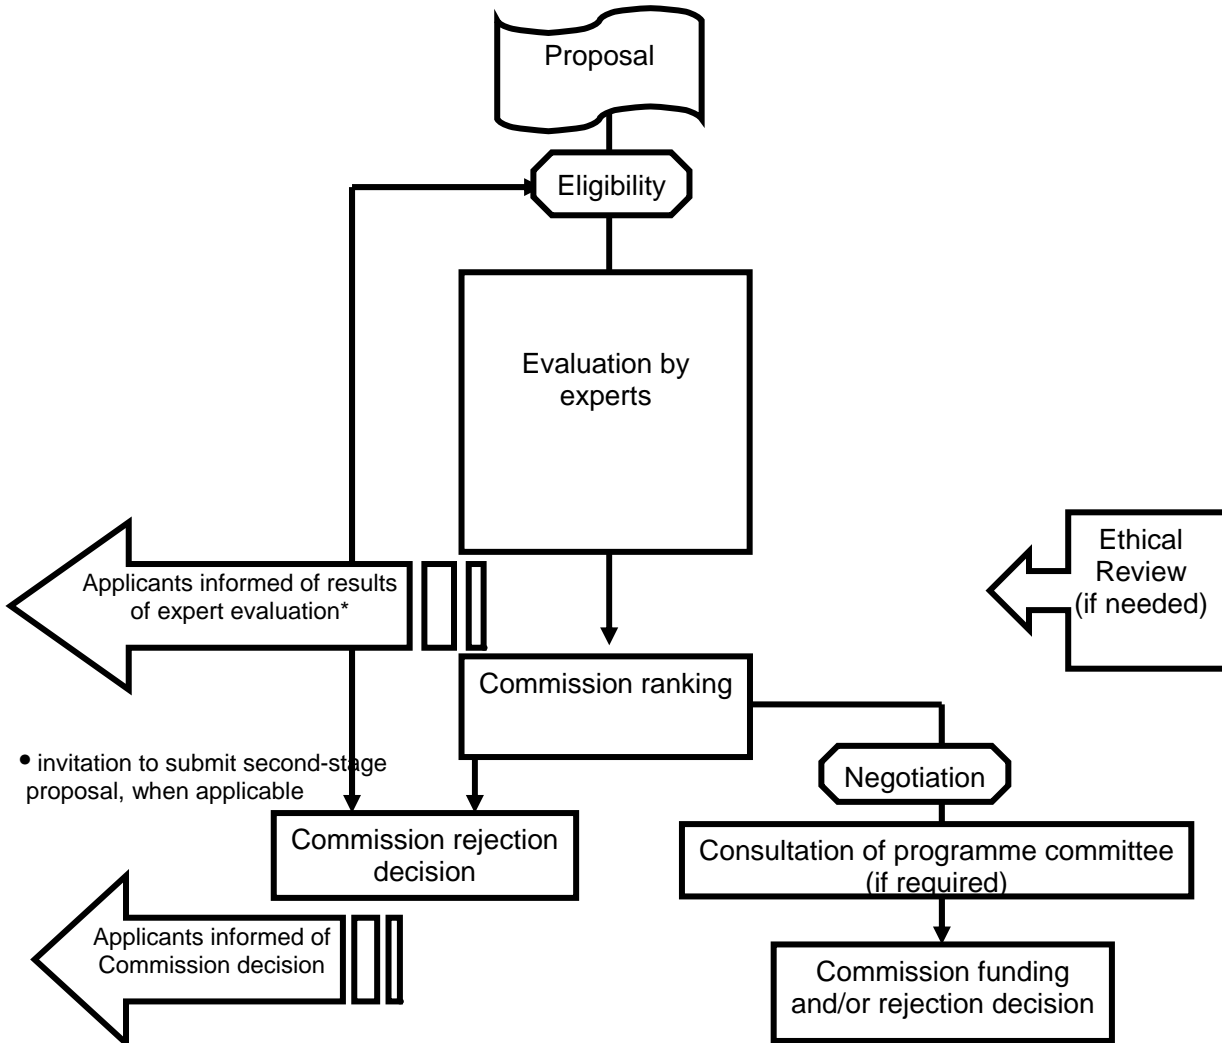 Proposal
Eligibility
Evaluation by
experts
Ethical
Review
(if needed)
Applicants informed of results
of expert evaluation*
Commission ranking
• invitation to submit second-stage
proposal, when applicable
Negotiation
Commission rejection
decision
Consultation of programme committee
(if required)
Applicants informed of
Commission decision
Commission funding
and/or rejection decision